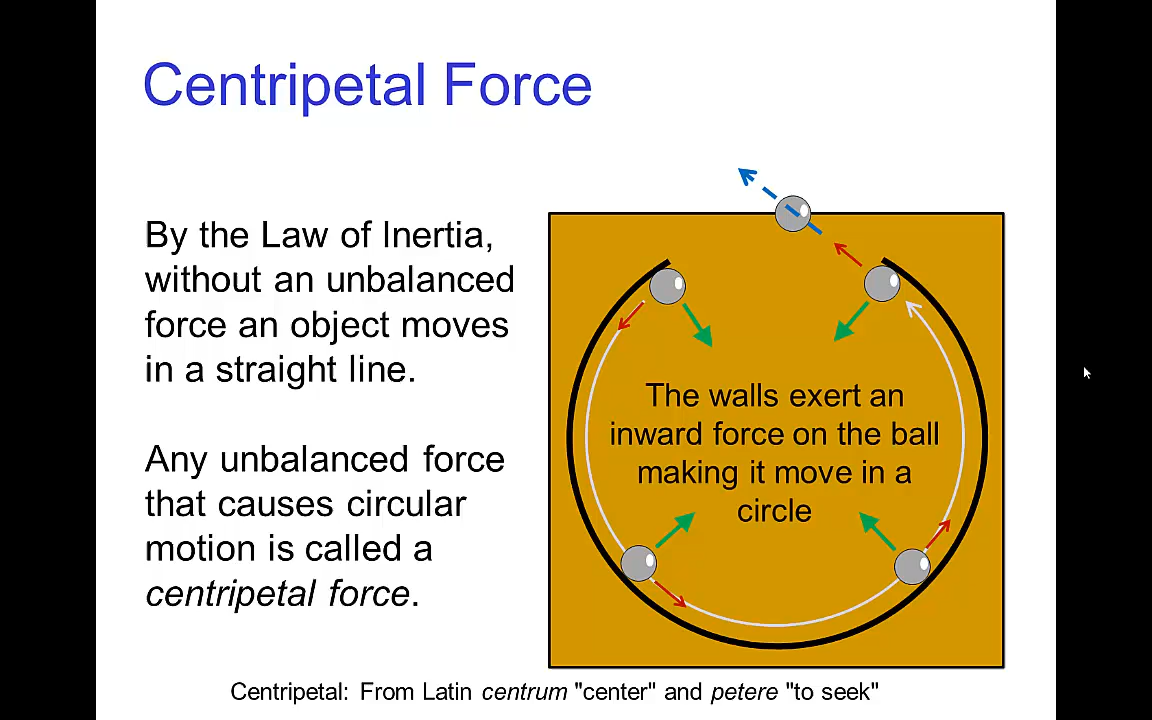 Centripetal Force
By the Law of Inertia,
without an unbalanced
force an object moves
in a straight line.
Any unbalanced force
that causes circular
motion is called a
centripetal force.
The walls exert an
inward force on the ball
making it move in a
circle
Centripetal: From Latin centrum "center" and petere "to seek"